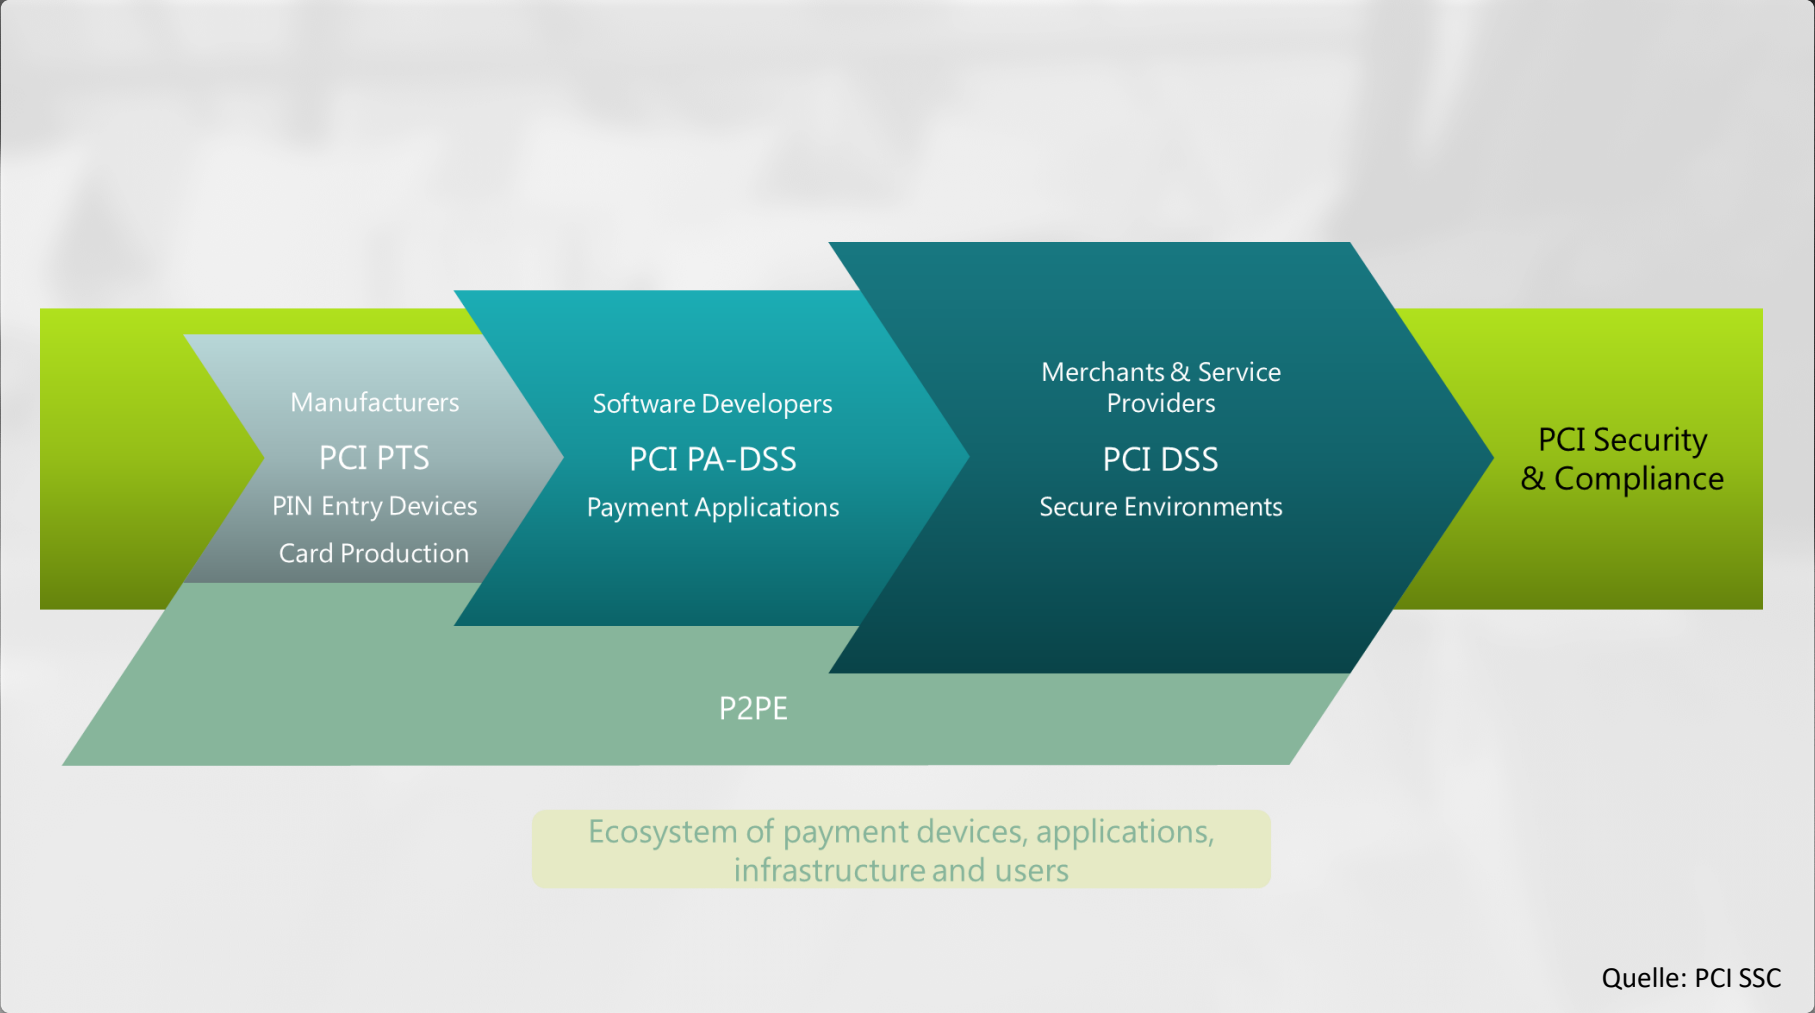 Manufacturers
PCI PTS
PIN Entry Devices
Card Production
Software Developers
PCI PA-DSS
Payment Applications
Merchants & Service
Providers
PCI DSS
Secure Environments
PCI Security
& Compliance
P2PE
Ecosystem of payment devices, applications,
infrastructure and users
Quelle: PCI SSC